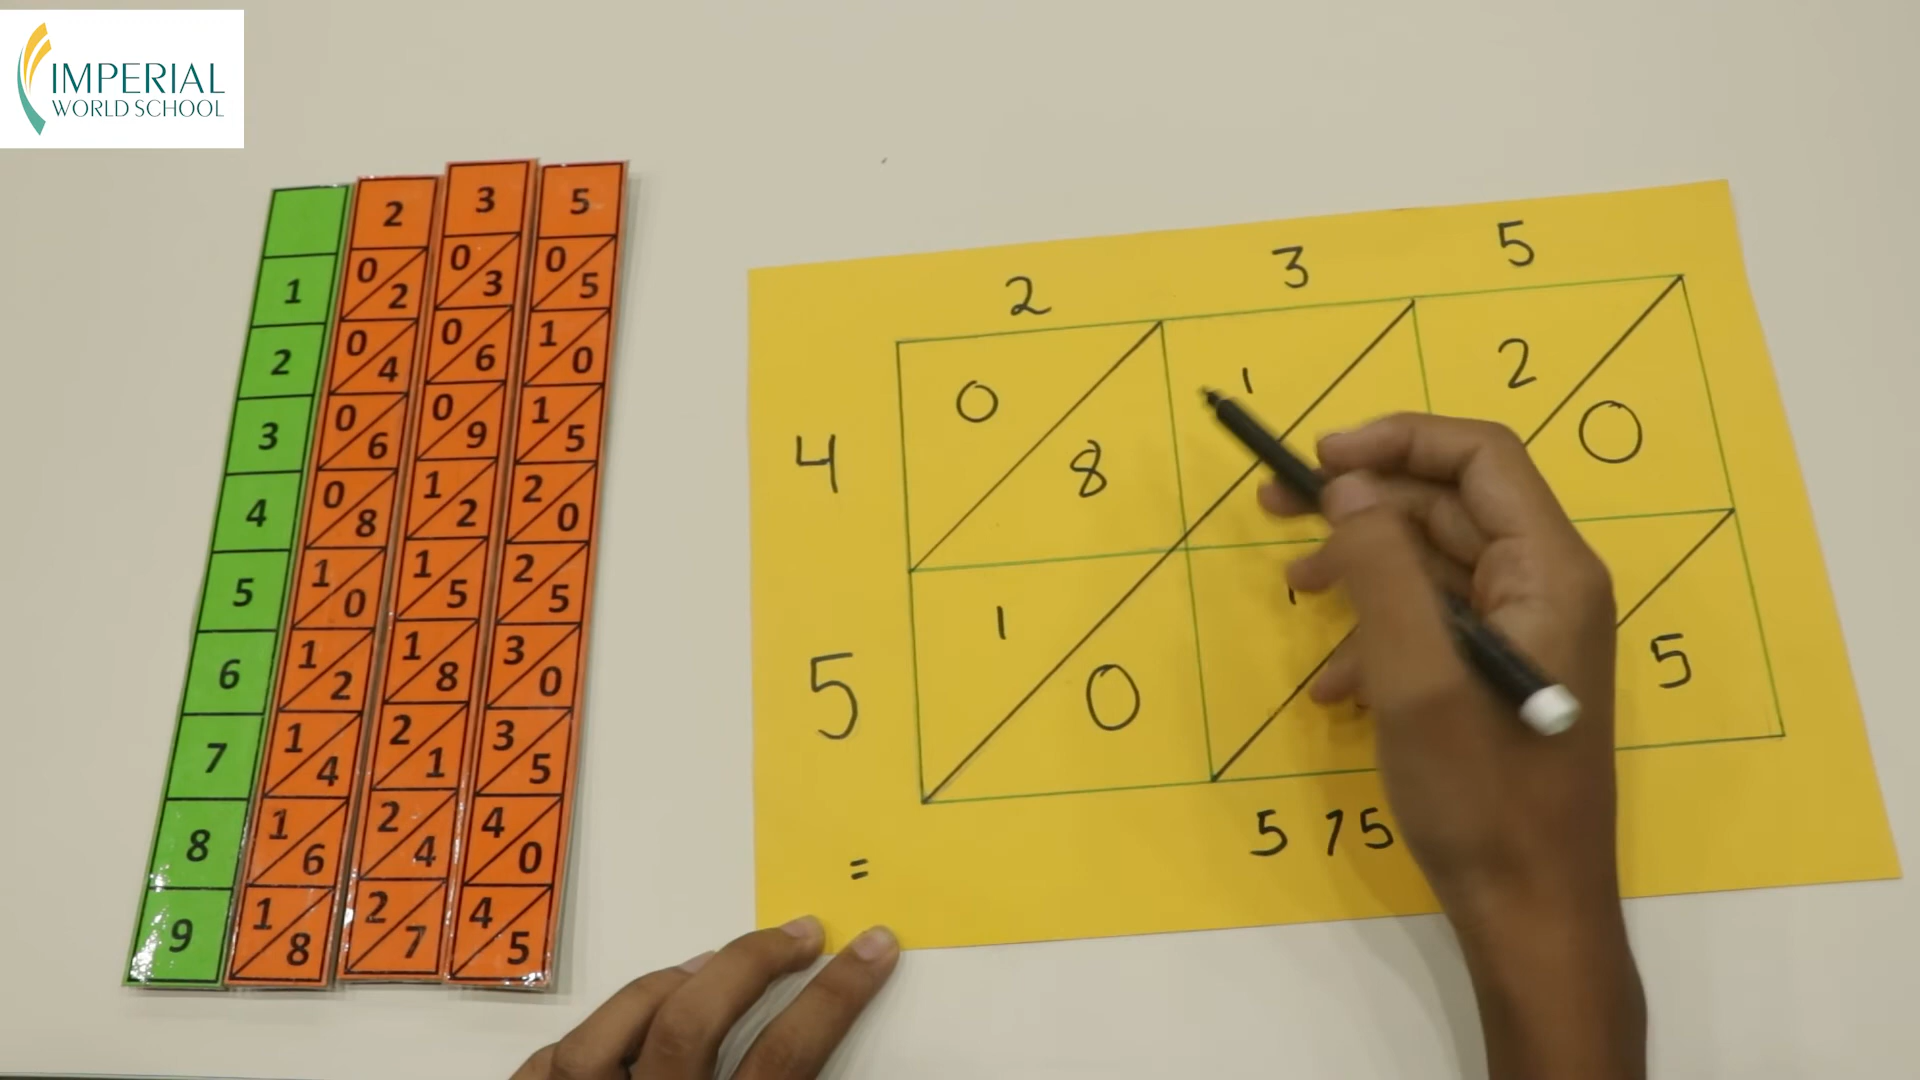 IMPERIAL
WORLD SCHOOL
2 3 5
1 0 2 0 3 0 5
2 0 4 0 6 1 0
3 0 6 0 9 1 5
4 0 8 1 2 2 0
5 1 0 1 5 2 5
6 1 2 1 8 3 0
7 1 4 2 1 3 5
8 1 6 2 4 4 0
9 1 8 2 7 4 5
2 3 5
4 0 8 1 2 0
5 1 0 1 5
= 5 7 5